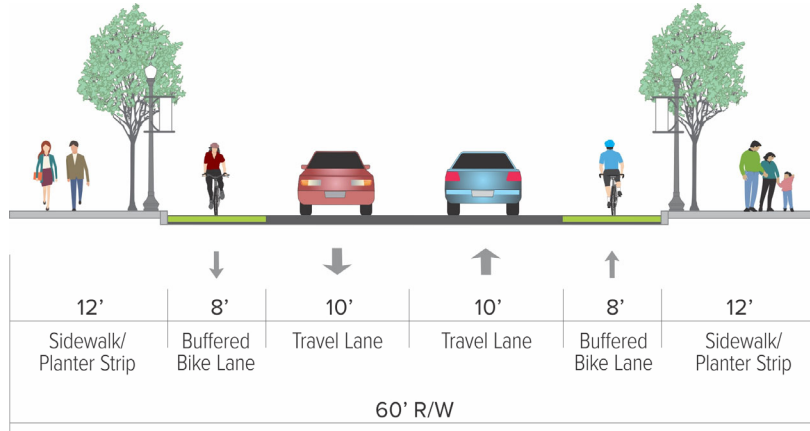 12’ 8’ 10’ 10’ 8’ 12’
Sidewalk/
Planter Strip
Buffered
Bike Lane
Travel Lane
Travel Lane
Buffered
Bike Lane
Sidewalk/
Planter Strip
60’ R/W